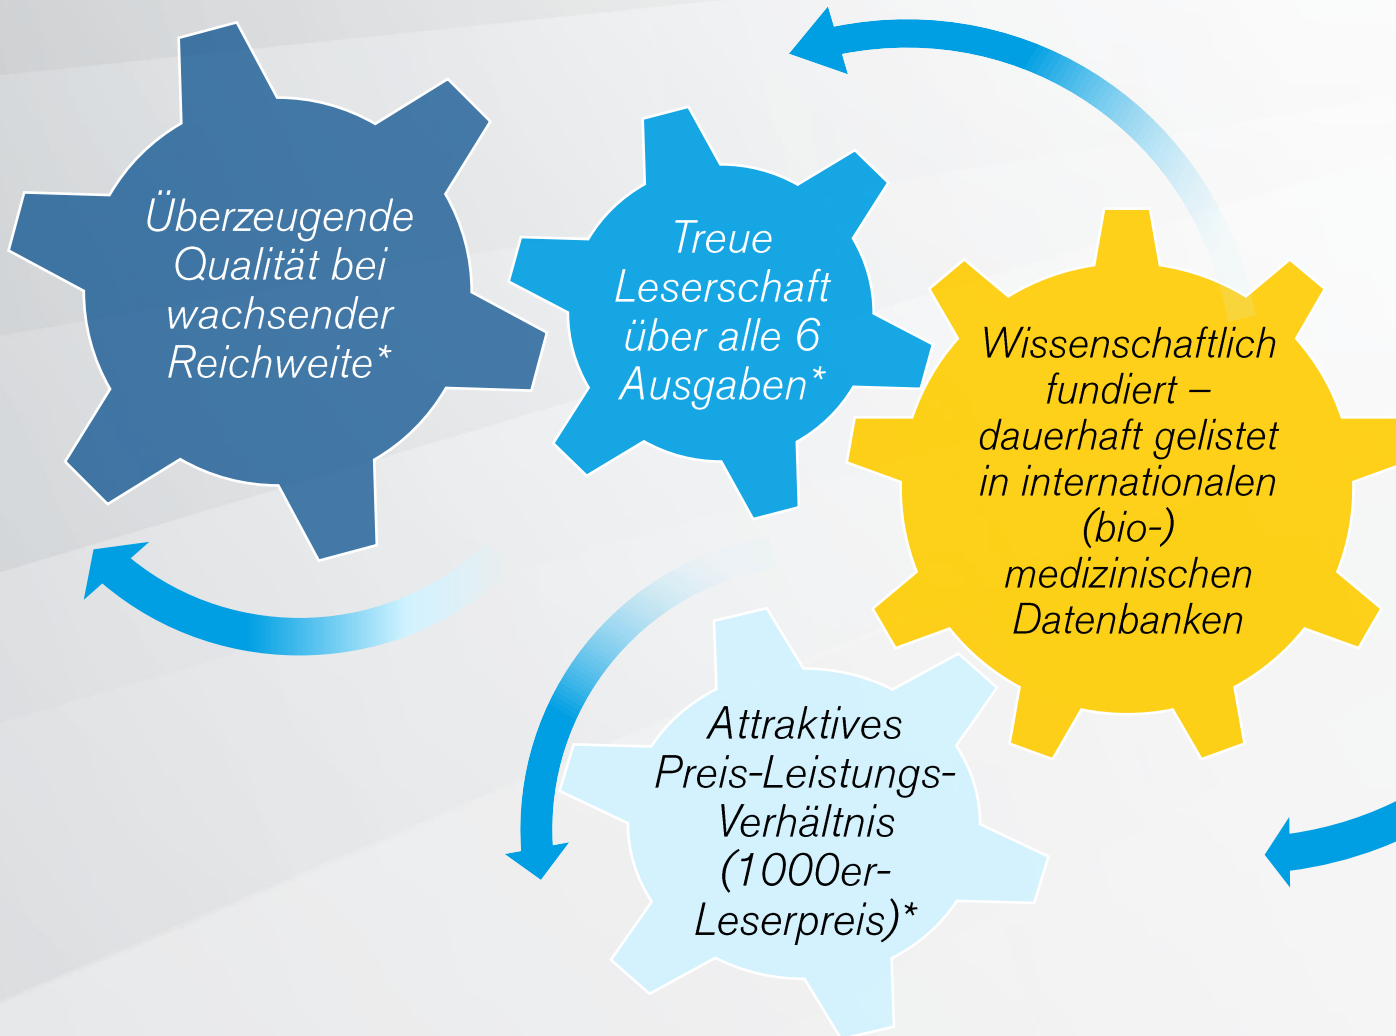 Überzeugende
Qualität bei
wachsender
Reichweite*
Treue
Leserschaft
über alle 6
Ausgaben*
Wissenschaftlich
fundiert –
dauerhaft gelistet
in internationalen
(bio-)
medizinischen
Datenbanken
Attraktives
Preis-Leistungs-
Verhältnis
(1000er-
Leserpreis)*